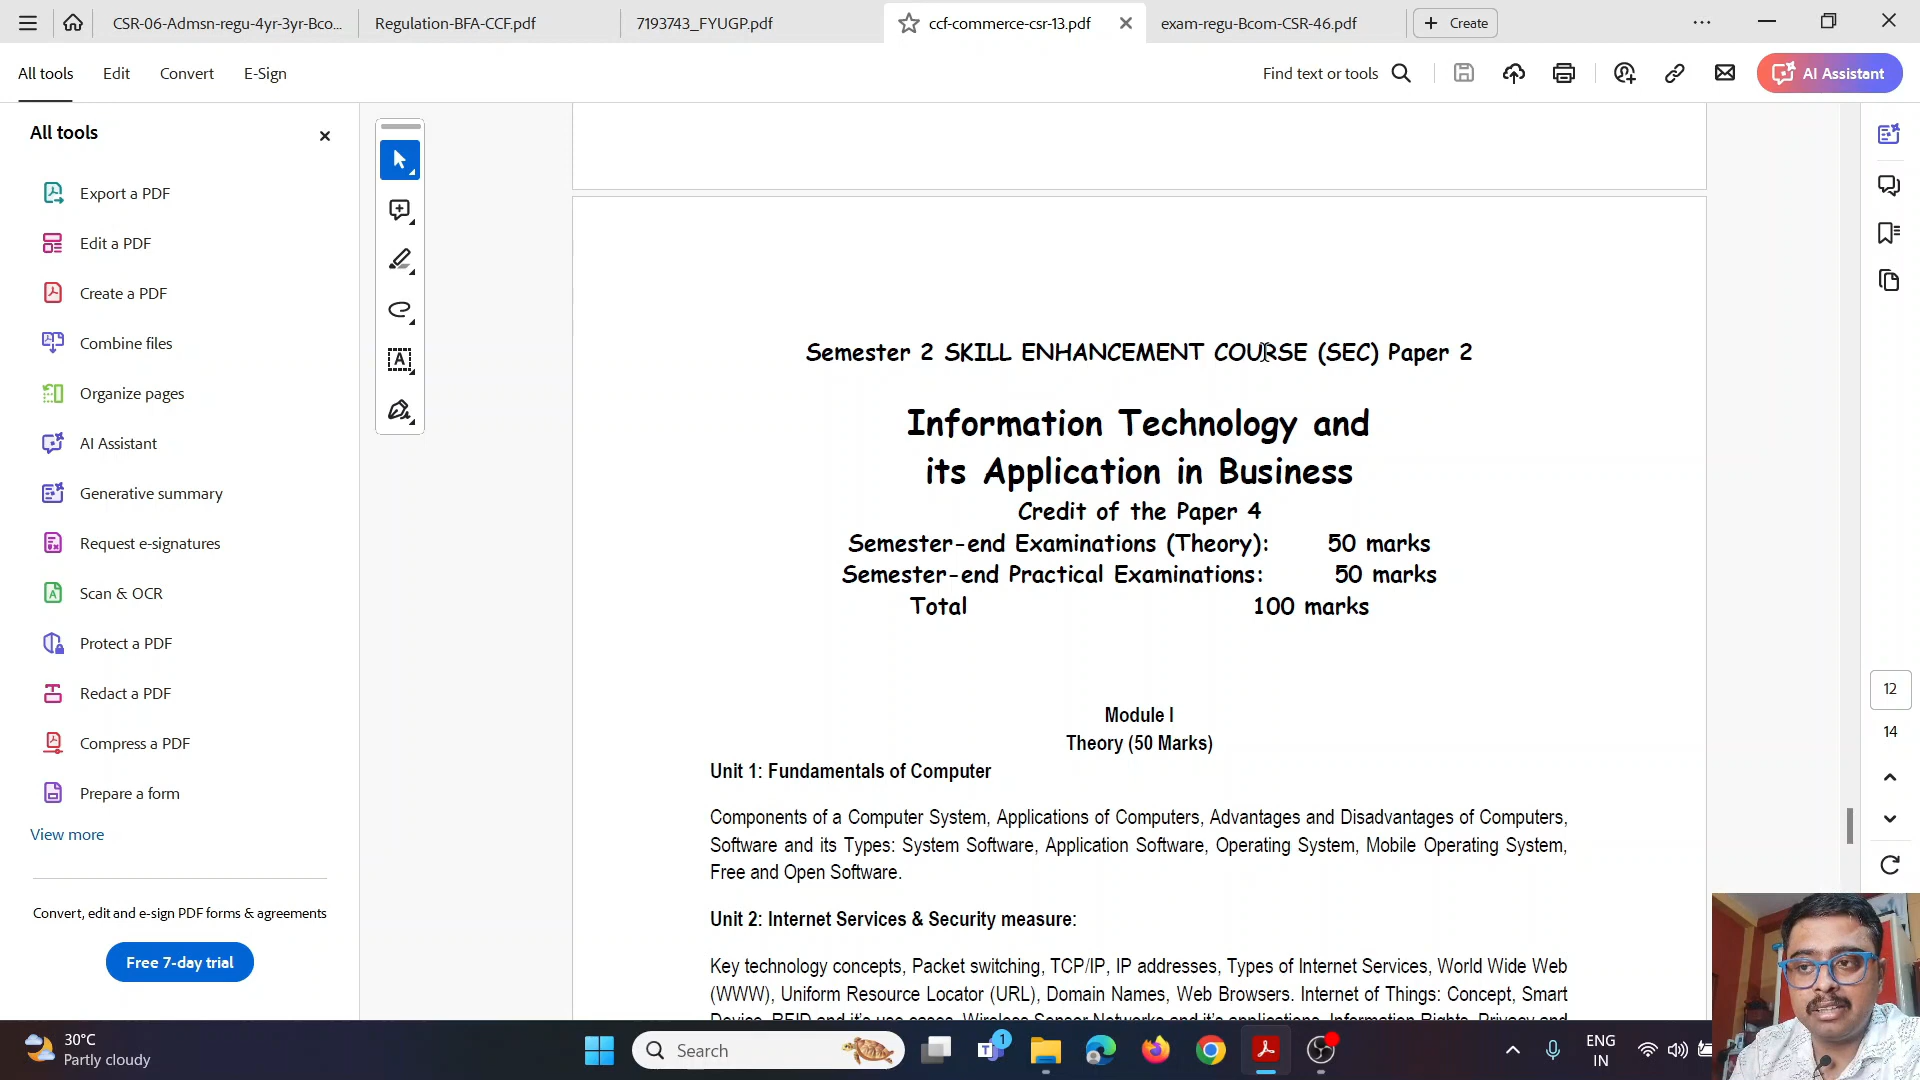 CSR-06-Admsn-regu-4yr-3yr-Bco...
Regulation-BFA-CCF.pdf
7193743_FYUGP.pdf
ccf-commerce-csr-13.pdf
exam-regu-Bcom-CSR-46.pdf
Create
All tools
Edit
Convert
E-Sign
Find text or tools
AI Assistant
All tools
Export a PDF
Edit a PDF
Create a PDF
Combine files
Organize pages
AI Assistant
Generative summary
Request e-signatures
Scan & OCR
Protect a PDF
Redact a PDF
Compress a PDF
Prepare a form
View more
Convert, edit and e-sign PDF forms & agreements
Free 7-day trial
Semester 2 SKILL ENHANCEMENT COURSE (SEC) Paper 2
Information Technology and
its Application in Business
Credit of the Paper 4
Semester-end Examinations (Theory): 50 marks
Semester-end Practical Examinations: 50 marks
Total 100 marks
Module I
Theory (50 Marks)
Unit 1: Fundamentals of Computer
Components of a Computer System, Applications of Computers, Advantages and Disadvantages of Computers,
Software and its Types: System Software, Application Software, Operating System, Mobile Operating System,
Free and Open Software.
Unit 2: Internet Services & Security measure:
Key technology concepts, Packet switching, TCP/IP, IP addresses, Types of Internet Services, World Wide Web
(WWW), Uniform Resource Locator (URL), Domain Names, Web Browsers. Internet of Things: Concept, Smart
Device, RFID and it's use cases, Wireless Sensor Networks and it's applications, Information Rights, Privacy and
12
14
30°C
Partly cloudy
Search
1
ENG
IN